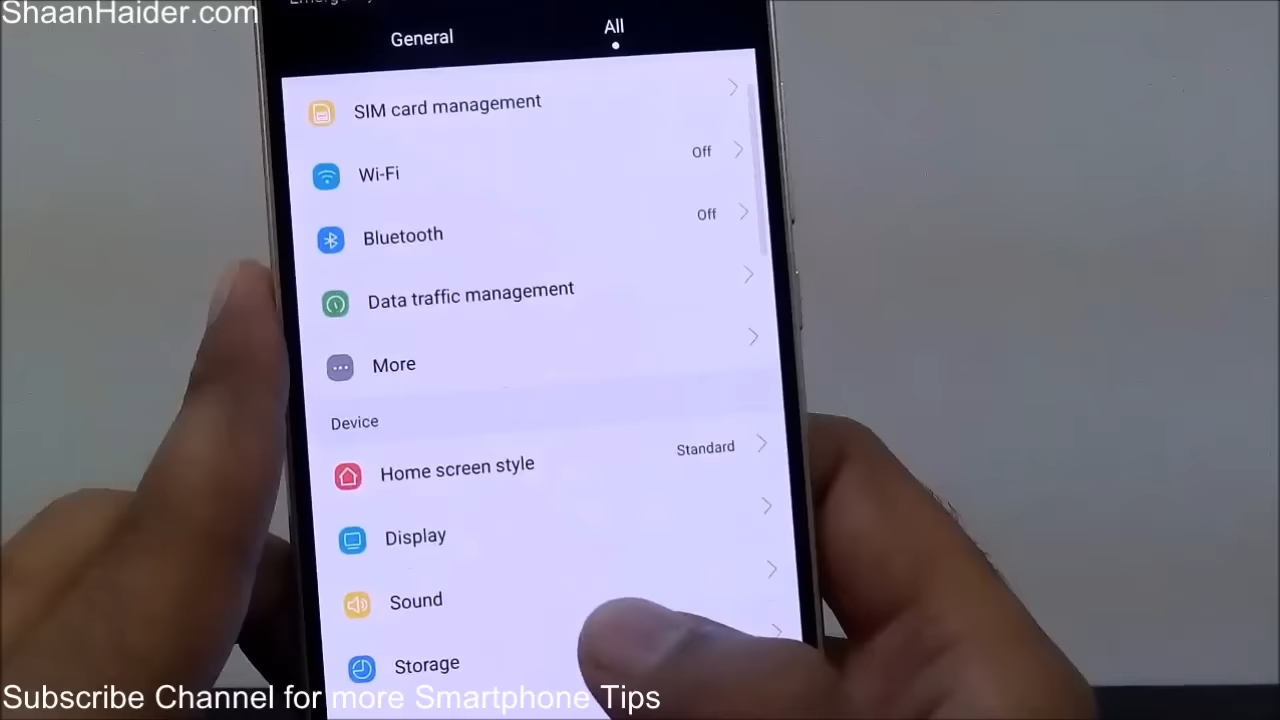 ShaanHaider.com
General All
SIM card management
Wi-Fi Off
Bluetooth Off
Data traffic management
More
Device
Home screen style Standard
Display
Sound
Storage
Subscribe Channel for more Smartphone Tips